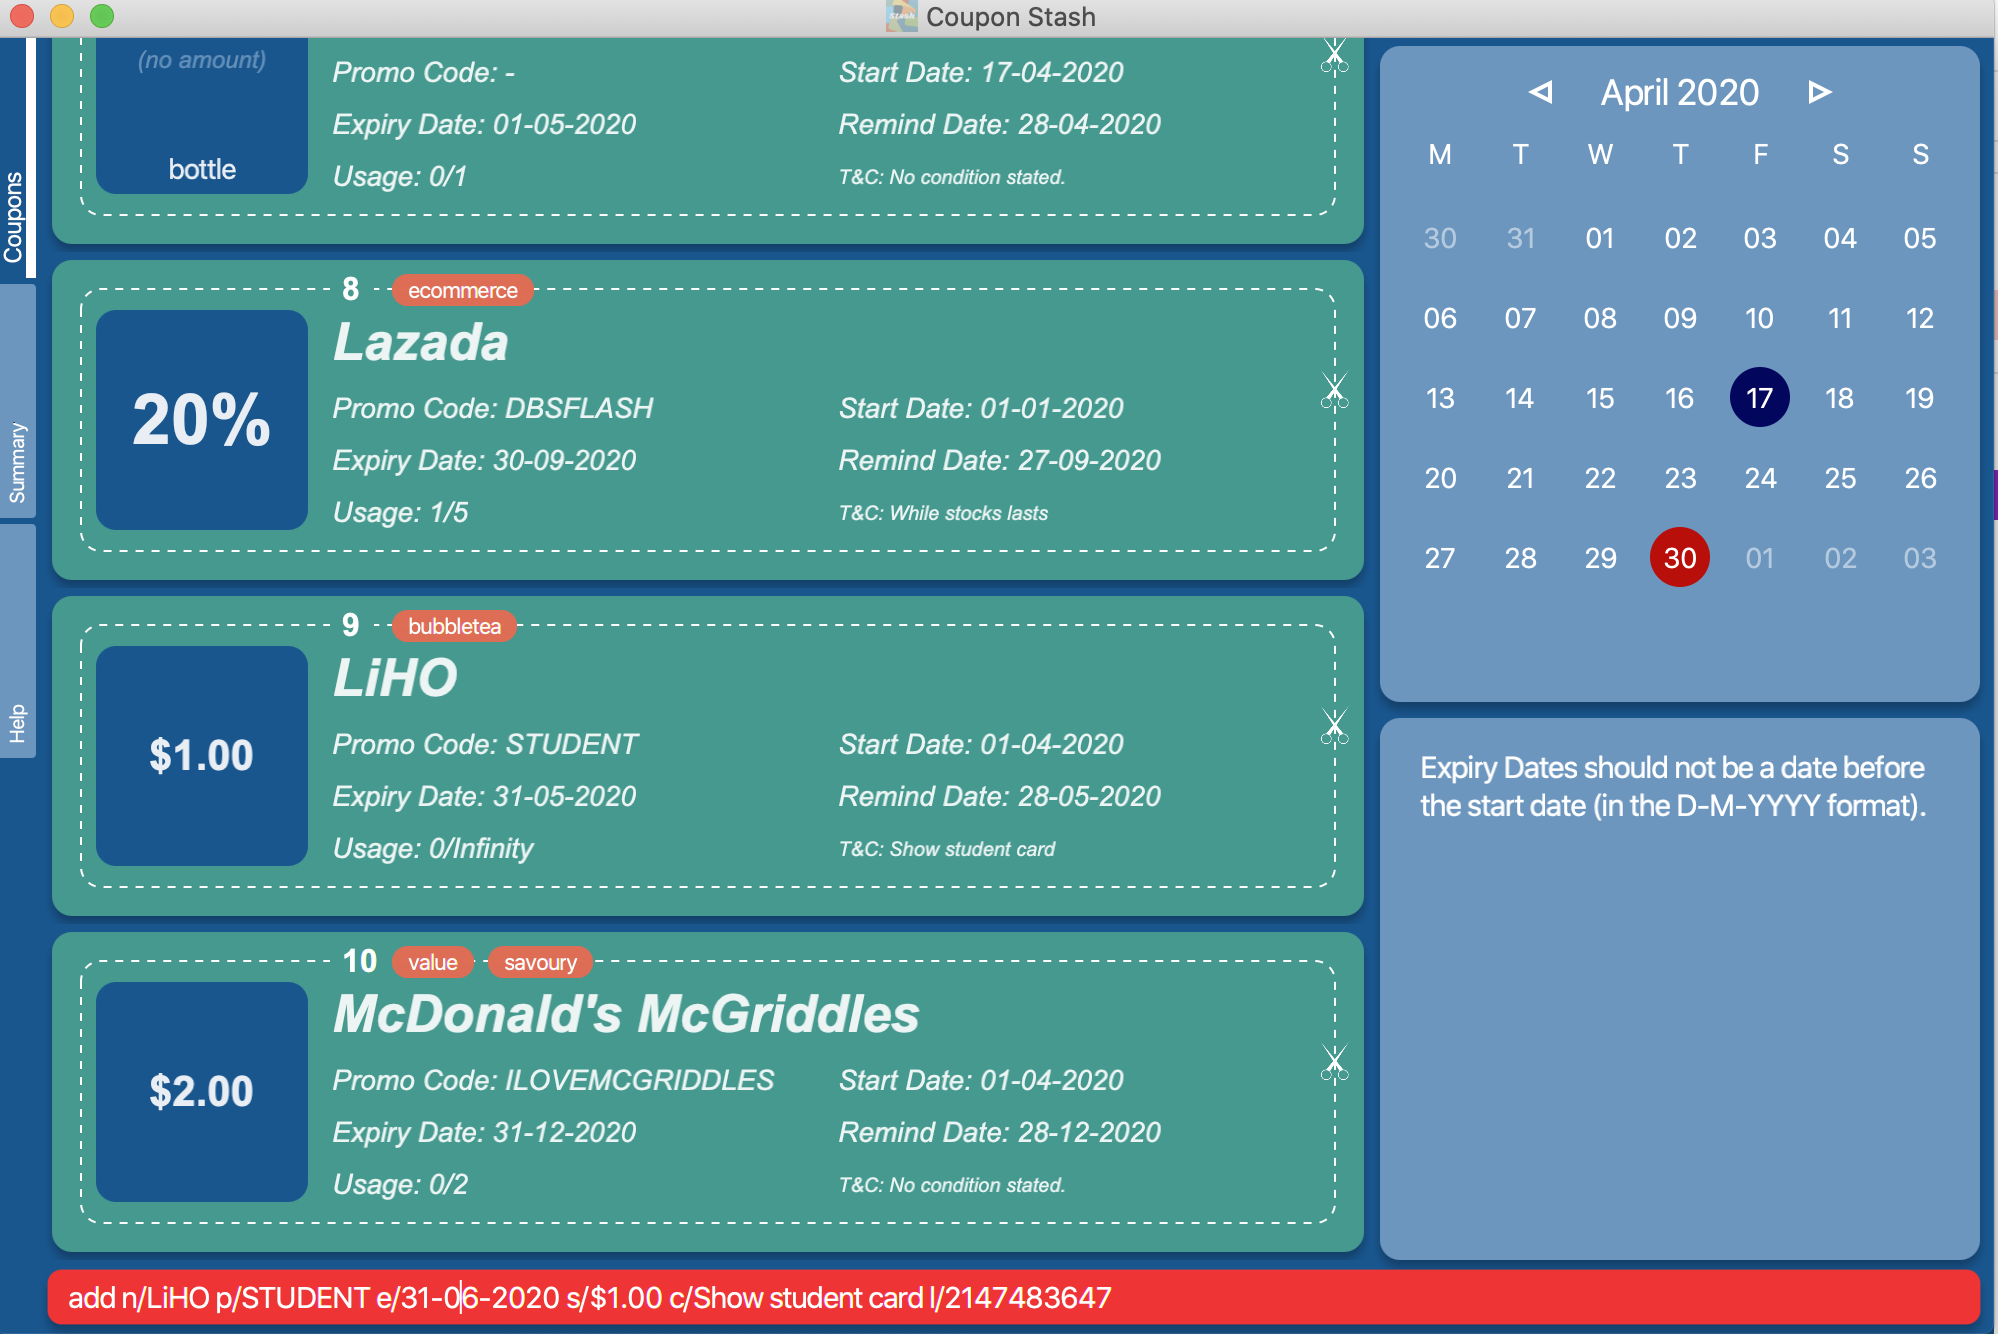 Coupon Stash
Coupons
Summary
Help
(no amount)
bottle
Promo Code: -
Start Date: 17-04-2020
Expiry Date: 01-05-2020
Remind Date: 28-04-2020
Usage: 0/1
T&C: No condition stated.
8 ecommerce
Lazada
20%
Promo Code: DBSFLASH
Start Date: 01-01-2020
Expiry Date: 30-09-2020
Remind Date: 27-09-2020
Usage: 1/5
T&C: While stocks lasts
9 bubbletea
LiHO
$1.00
Promo Code: STUDENT
Start Date: 01-04-2020
Expiry Date: 31-05-2020
Remind Date: 28-05-2020
Usage: 0/Infinity
T&C: Show student card
10 value savoury
McDonald's McGriddles
$2.00
Promo Code: ILOVEMCGRIDDLES
Start Date: 01-04-2020
Expiry Date: 31-12-2020
Remind Date: 28-12-2020
Usage: 0/2
T&C: No condition stated.
April 2020
M T W T F S S
30 31 01 02 03 04 05
06 07 08 09 10 11 12
13 14 15 16 17 18 19
20 21 22 23 24 25 26
27 28 29 30 01 02 03
Expiry Dates should not be a date before
the start date (in the D-M-YYYY format).
add n/LiHO p/STUDENT e/31-06-2020 s/$1.00 c/Show student card l/2147483647